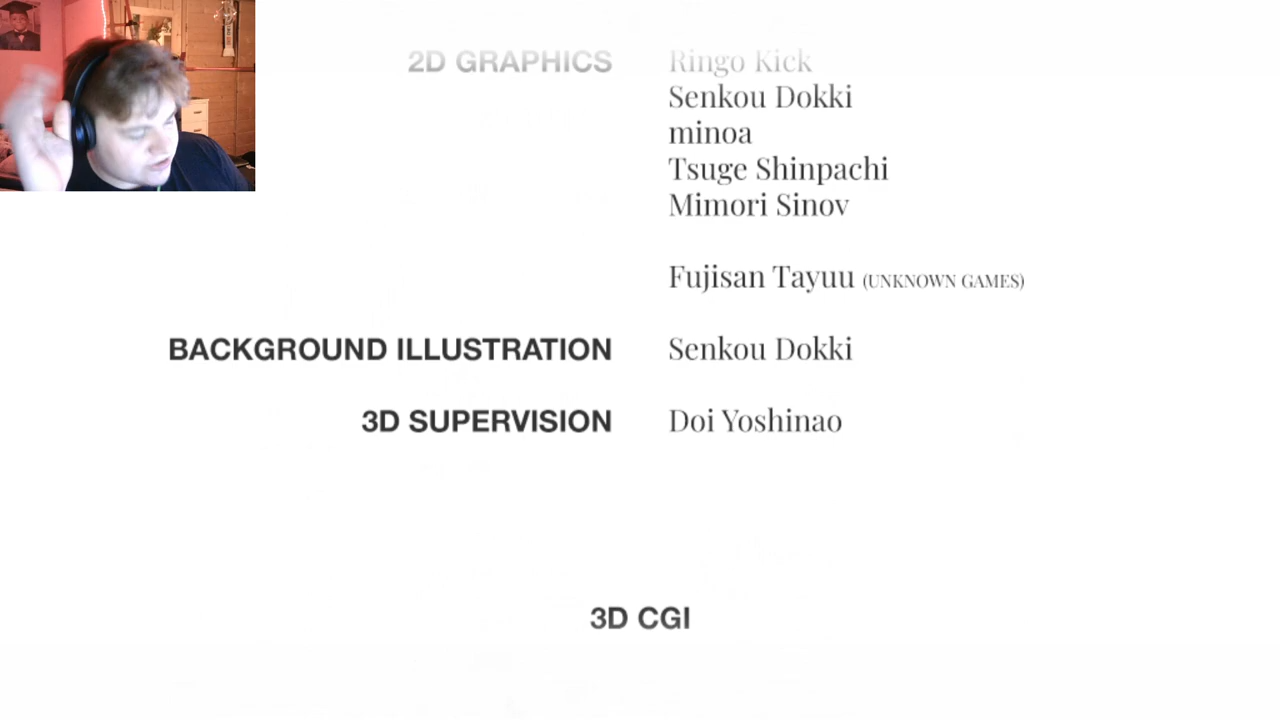 2D GRAPHICS Ringo Kick
Senkou Dokki
minoa
Tsuge Shinpachi
Mimori Sinov
Fujisan Tayuu (UNKNOWN GAMES)
BACKGROUND ILLUSTRATION Senkou Dokki
3D SUPERVISION Doi Yoshinao
3D CGI